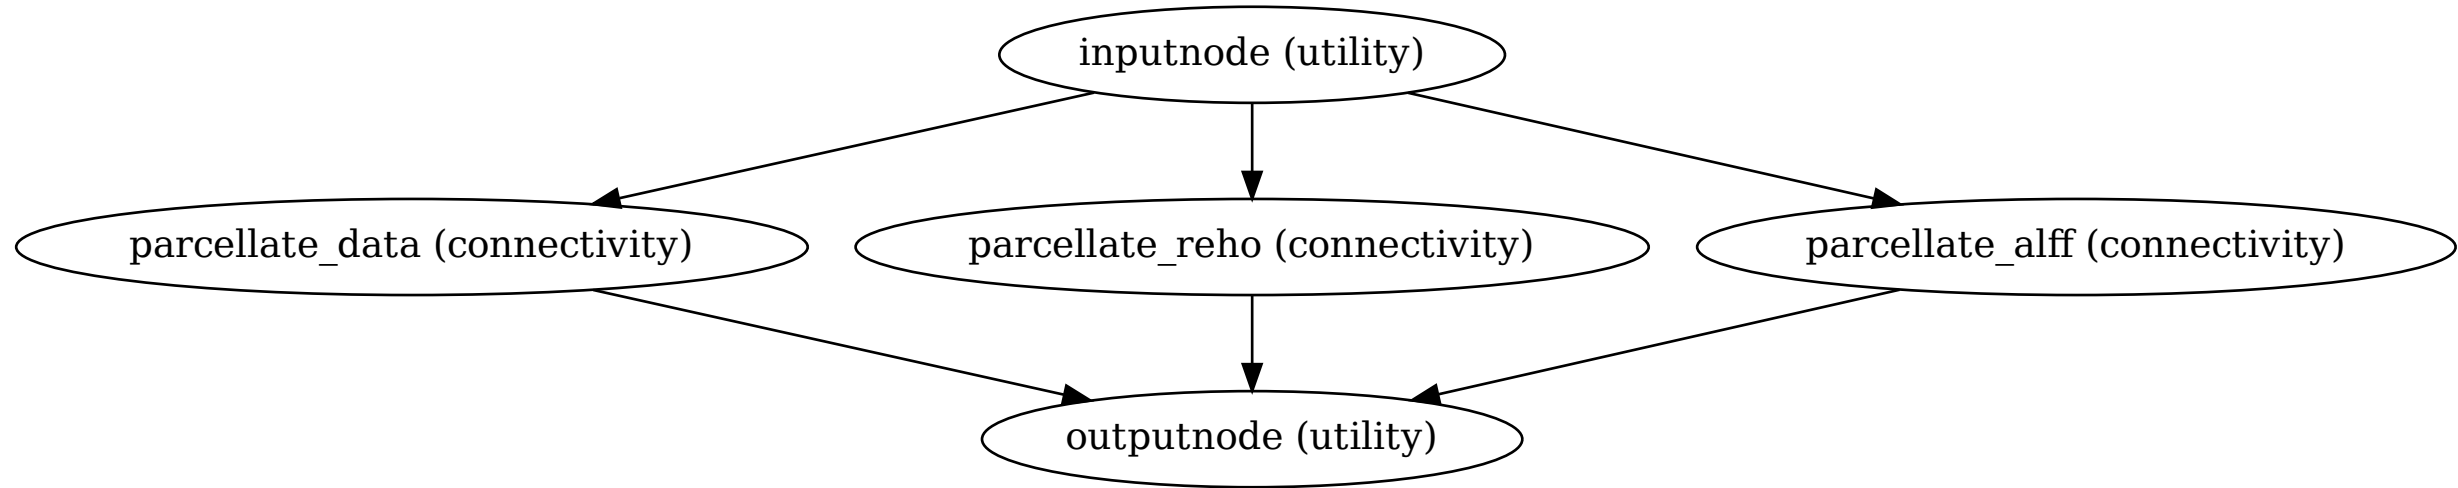 inputnode (utility)
parcellate_data (connectivity)
parcellate_reho (connectivity)
parcellate_alff (connectivity)
outputnode (utility)